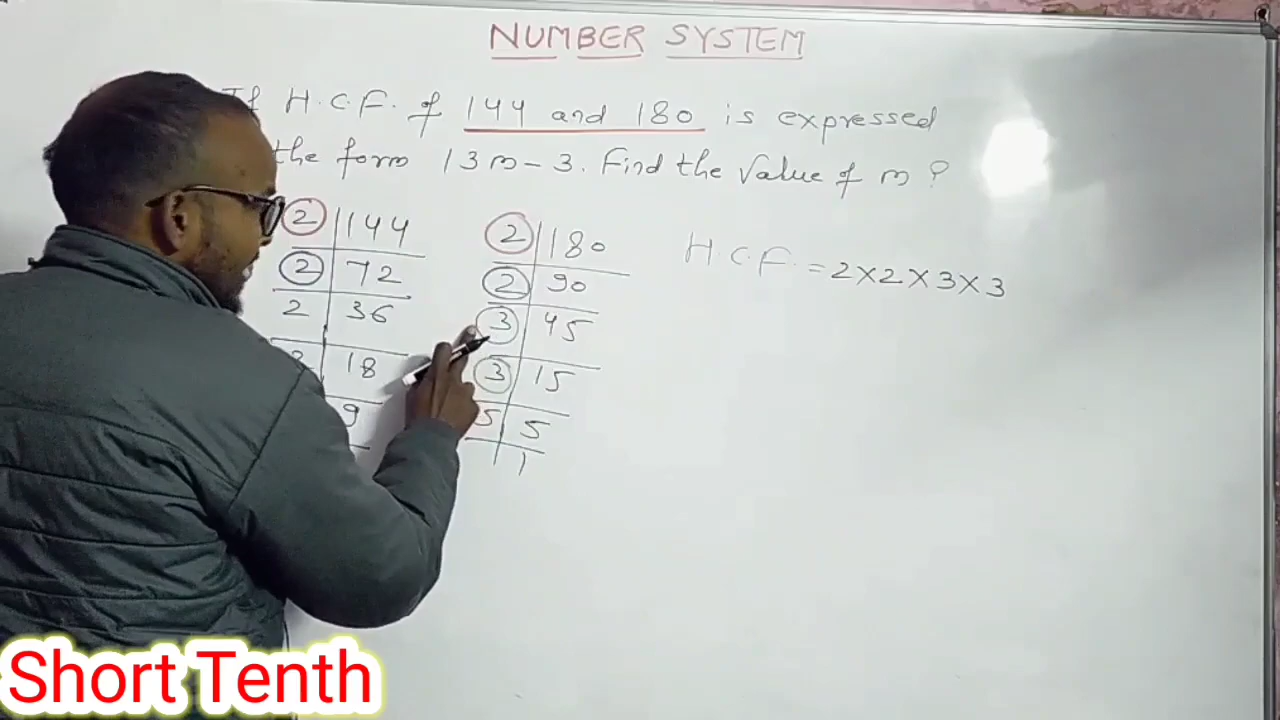 NUMBER SYSTEM
If H.C.F. of 144 and 180 is expressed
the form 13m - 3. Find the value of m ?
2 | 144
2 | 72
2 | 36
18
9
2 | 180
2 | 90
3 | 45
3 | 15
5 | 5
1
H.C.F. = 2×2×3×3
Short Tenth